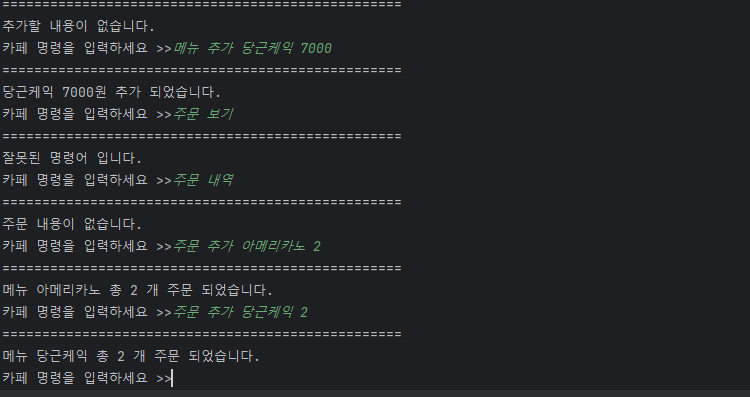 ==================================================
추가할 내용이 없습니다.
카페 명령을 입력하세요 >>메뉴 추가 당근케익 7000
==================================================
당근케익 7000원 추가 되었습니다.
카페 명령을 입력하세요 >>주문 보기
==================================================
잘못된 명령어 입니다.
카페 명령을 입력하세요 >>주문 내역
==================================================
주문 내용이 없습니다.
카페 명령을 입력하세요 >>주문 추가 아메리카노 2
==================================================
메뉴 아메리카노 총 2 개 주문 되었습니다.
카페 명령을 입력하세요 >>주문 추가 당근케익 2
==================================================
메뉴 당근케익 총 2 개 주문 되었습니다.
카페 명령을 입력하세요 >>